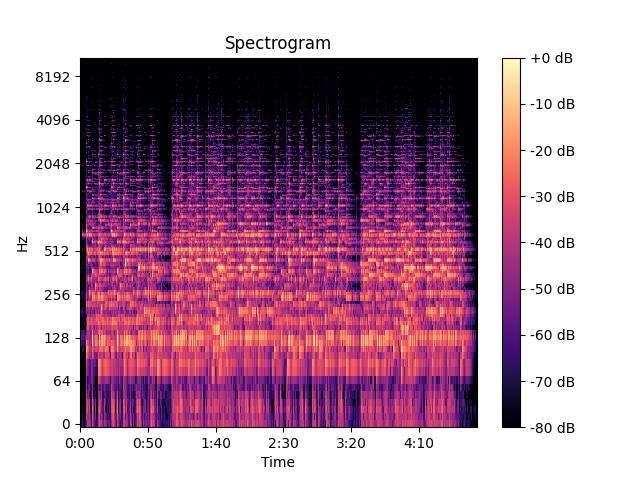 Spectrogram
Hz
8192
4096
2048
1024
512
256
128
64
0
0:00 0:50 1:40 2:30 3:20 4:10
Time
+0 dB
-10 dB
-20 dB
-30 dB
-40 dB
-50 dB
-60 dB
-70 dB
-80 dB